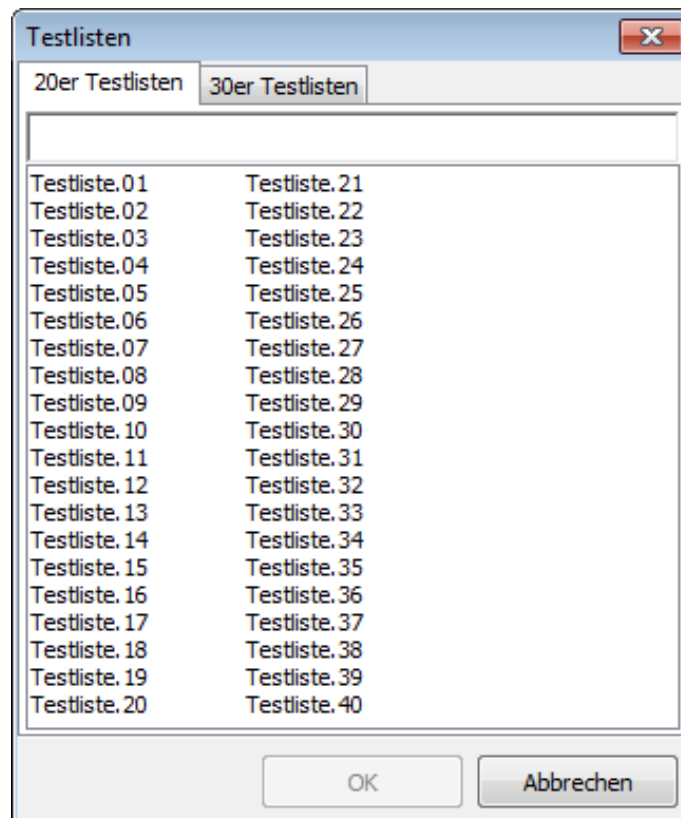 Testlisten
20er Testlisten 30er Testlisten
Testliste.01 Testliste.21
Testliste.02 Testliste.22
Testliste.03 Testliste.23
Testliste.04 Testliste.24
Testliste.05 Testliste.25
Testliste.06 Testliste.26
Testliste.07 Testliste.27
Testliste.08 Testliste.28
Testliste.09 Testliste.29
Testliste.10 Testliste.30
Testliste.11 Testliste.31
Testliste.12 Testliste.32
Testliste.13 Testliste.33
Testliste.14 Testliste.34
Testliste.15 Testliste.35
Testliste.16 Testliste.36
Testliste.17 Testliste.37
Testliste.18 Testliste.38
Testliste.19 Testliste.39
Testliste.20 Testliste.40
OK Abbrechen